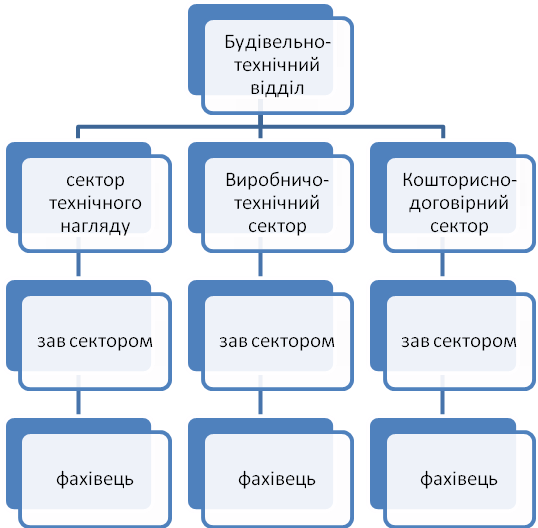 Будівельно-
технічний
відділ
сектор
технічного
нагляду
Виробничо-
технічний
сектор
Кошторисно-
договірний
сектор
зав сектором
зав сектором
зав сектором
фахівець
фахівець
фахівець